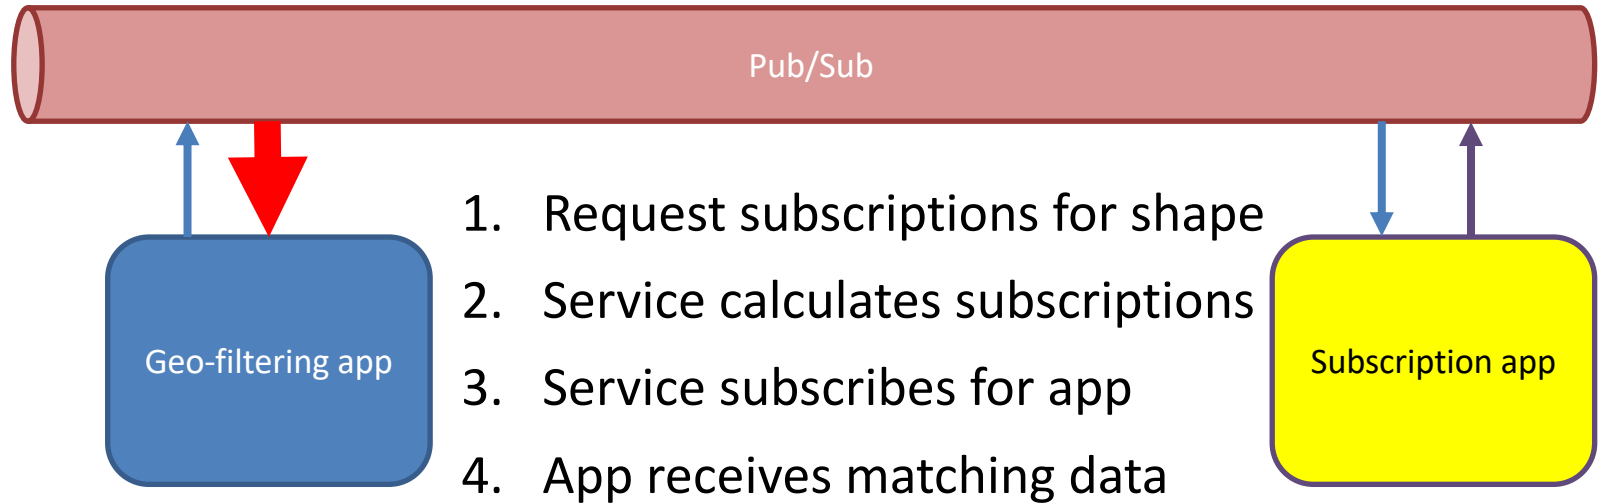 Pub/Sub
1. Request subscriptions for shape
2. Service calculates subscriptions
3. Service subscribes for app
4. App receives matching data
Geo-filtering app
Subscription app